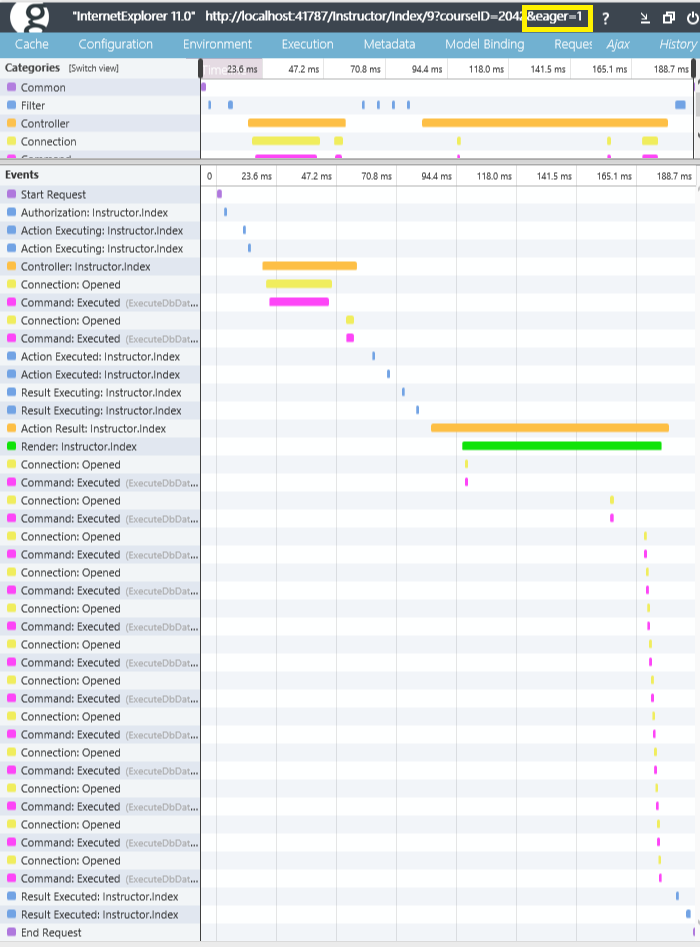 "InternetExplorer 11.0" http://localhost:41787/Instructor/Index/9?courseID=2042&eager=1 ?
Cache Configuration Environment Execution Metadata Model Binding Reques Ajax History
Categories [Switch view] 23.6 ms 47.2 ms 70.8 ms 94.4 ms 118.0 ms 141.5 ms 165.1 ms 188.7 ms
Common
Filter
Controller
Connection
Events 0 23.6 ms 47.2 ms 70.8 ms 94.4 ms 118.0 ms 141.5 ms 165.1 ms 188.7 ms
Start Request
Authorization: Instructor.Index
Action Executing: Instructor.Index
Action Executing: Instructor.Index
Controller: Instructor.Index
Connection: Opened
Command: Executed (ExecuteDbDat...
Connection: Opened
Command: Executed (ExecuteDbDat...
Action Executed: Instructor.Index
Action Executed: Instructor.Index
Result Executing: Instructor.Index
Result Executing: Instructor.Index
Action Result: Instructor.Index
Render: Instructor.Index
Connection: Opened
Command: Executed (ExecuteDbDat...
Connection: Opened
Command: Executed (ExecuteDbDat...
Connection: Opened
Command: Executed (ExecuteDbDat...
Connection: Opened
Command: Executed (ExecuteDbDat...
Connection: Opened
Command: Executed (ExecuteDbDat...
Connection: Opened
Command: Executed (ExecuteDbDat...
Connection: Opened
Command: Executed (ExecuteDbDat...
Connection: Opened
Command: Executed (ExecuteDbDat...
Connection: Opened
Command: Executed (ExecuteDbDat...
Connection: Opened
Command: Executed (ExecuteDbDat...
Connection: Opened
Command: Executed (ExecuteDbDat...
Connection: Opened
Command: Executed (ExecuteDbDat...
Result Executed: Instructor.Index
Result Executed: Instructor.Index
End Request